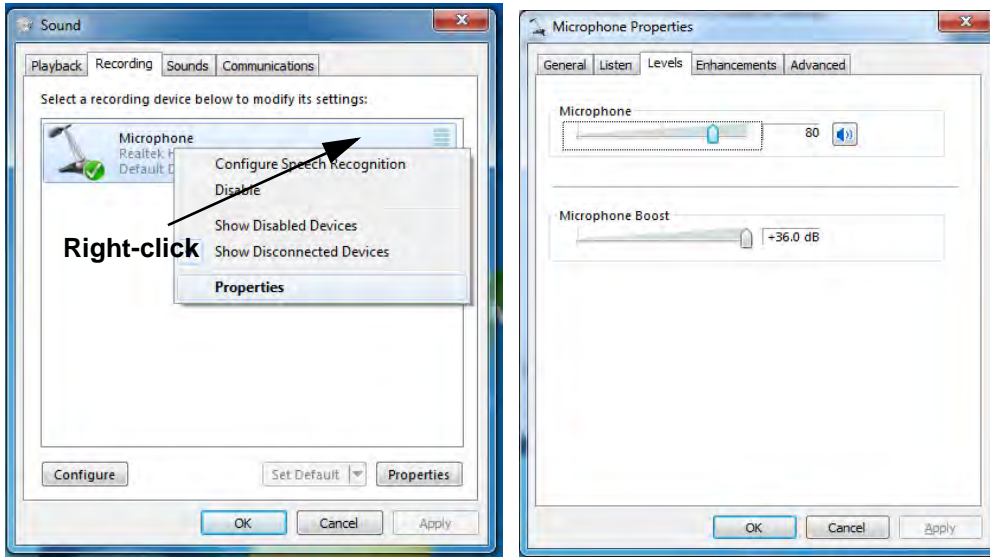 Sound
Playback Recording Sounds Communications
Select a recording device below to modify its settings:
Microphone
Realtek H
Default D
Configure Speech Recognition
Disable
Show Disabled Devices
Show Disconnected Devices
Properties
Right-click
Configure Set Default Properties
OK Cancel Apply
Microphone Properties
General Listen Levels Enhancements Advanced
Microphone
80
Microphone Boost
+36.0 dB
OK Cancel Apply